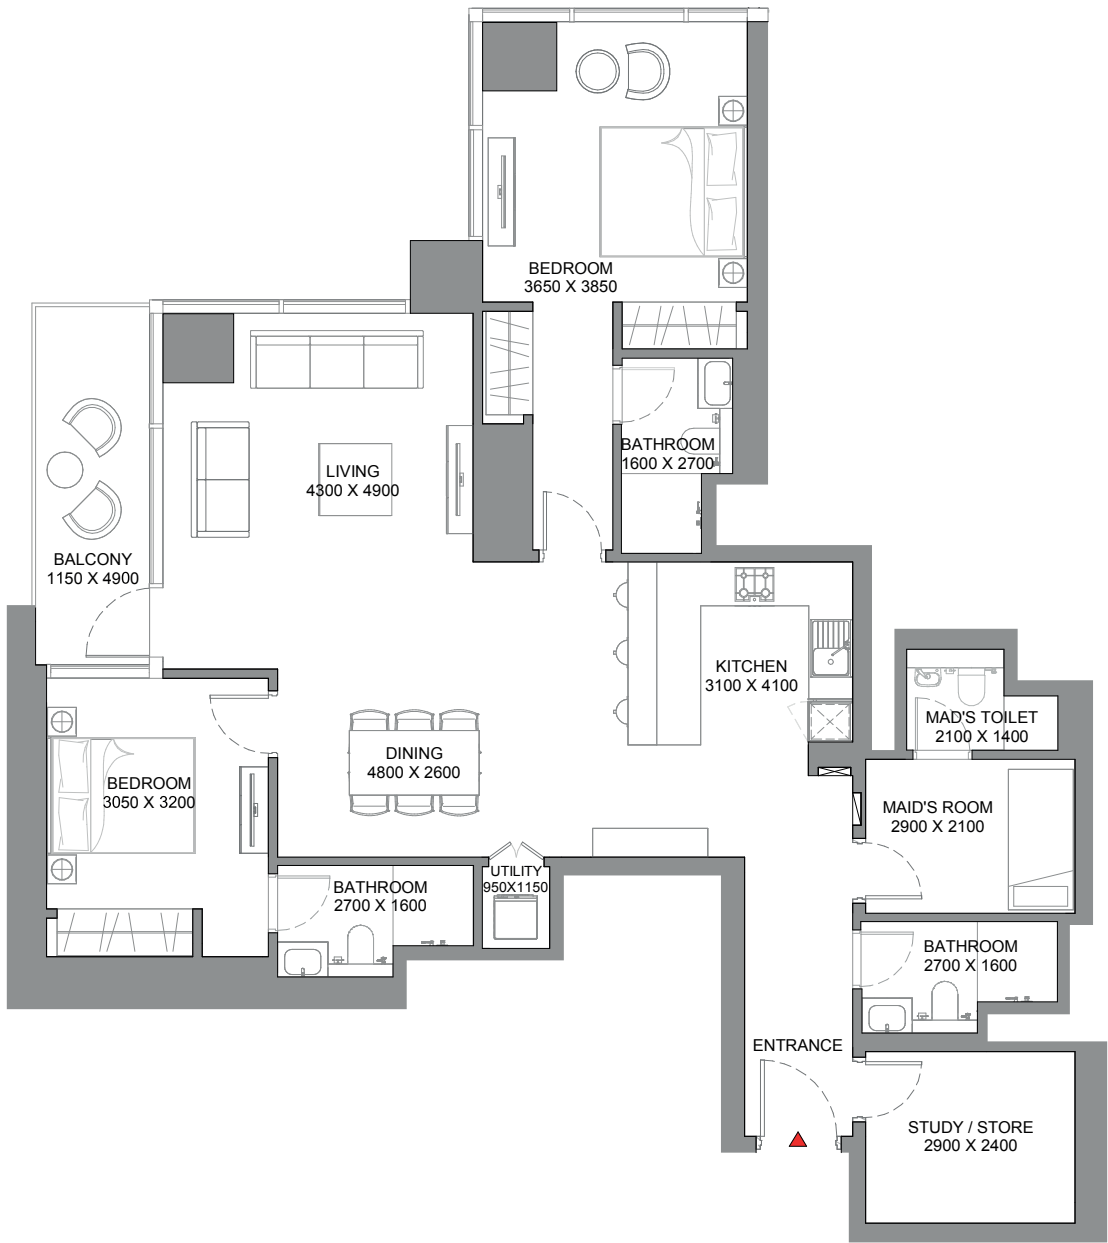 BEDROOM
3650 X 3850
BATHROOM
1600 X 2700
LIVING
4300 X 4900
BALCONY
1150 X 4900
KITCHEN
3100 X 4100
MAD'S TOILET
2100 X 1400
DINING
4800 X 2600
BEDROOM
3050 X 3200
MAID'S ROOM
2900 X 2100
UTILITY
950X1150
BATHROOM
2700 X 1600
BATHROOM
2700 X 1600
ENTRANCE
STUDY / STORE
2900 X 2400